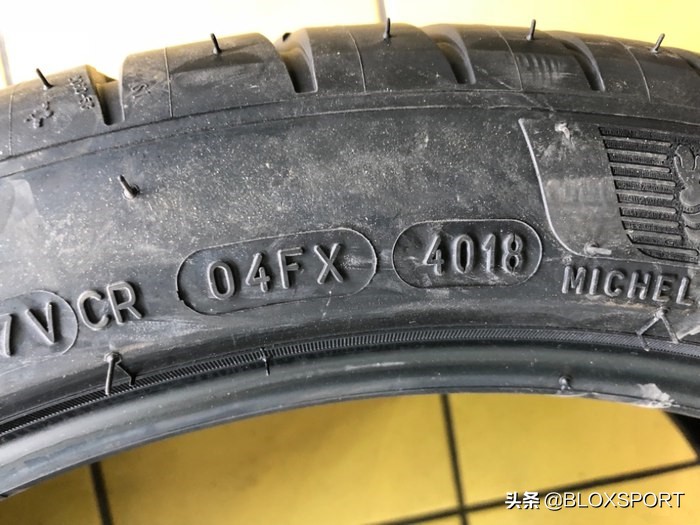 7V CR 04FX 4018
MICHEL
头条 @BLOXSPORT